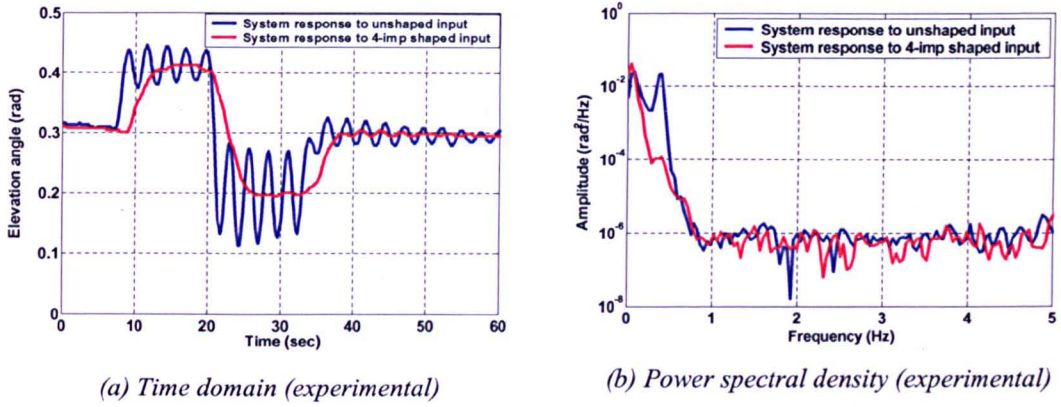 System response to unshaped input
System response to 4-imp shaped input
0.5
0.4
0.3
0.2
0.1
0
Elevation angle (rad)
0 10 20 30 40 50 60
Time (sec)
(a) Time domain (experimental)
System response to unshaped input
System response to 4-imp shaped input
10^0
10^-2
10^-4
10^-6
10^-8
Amplitude (rad²/Hz)
0 1 2 3 4 5
Frequency (Hz)
(b) Power spectral density (experimental)